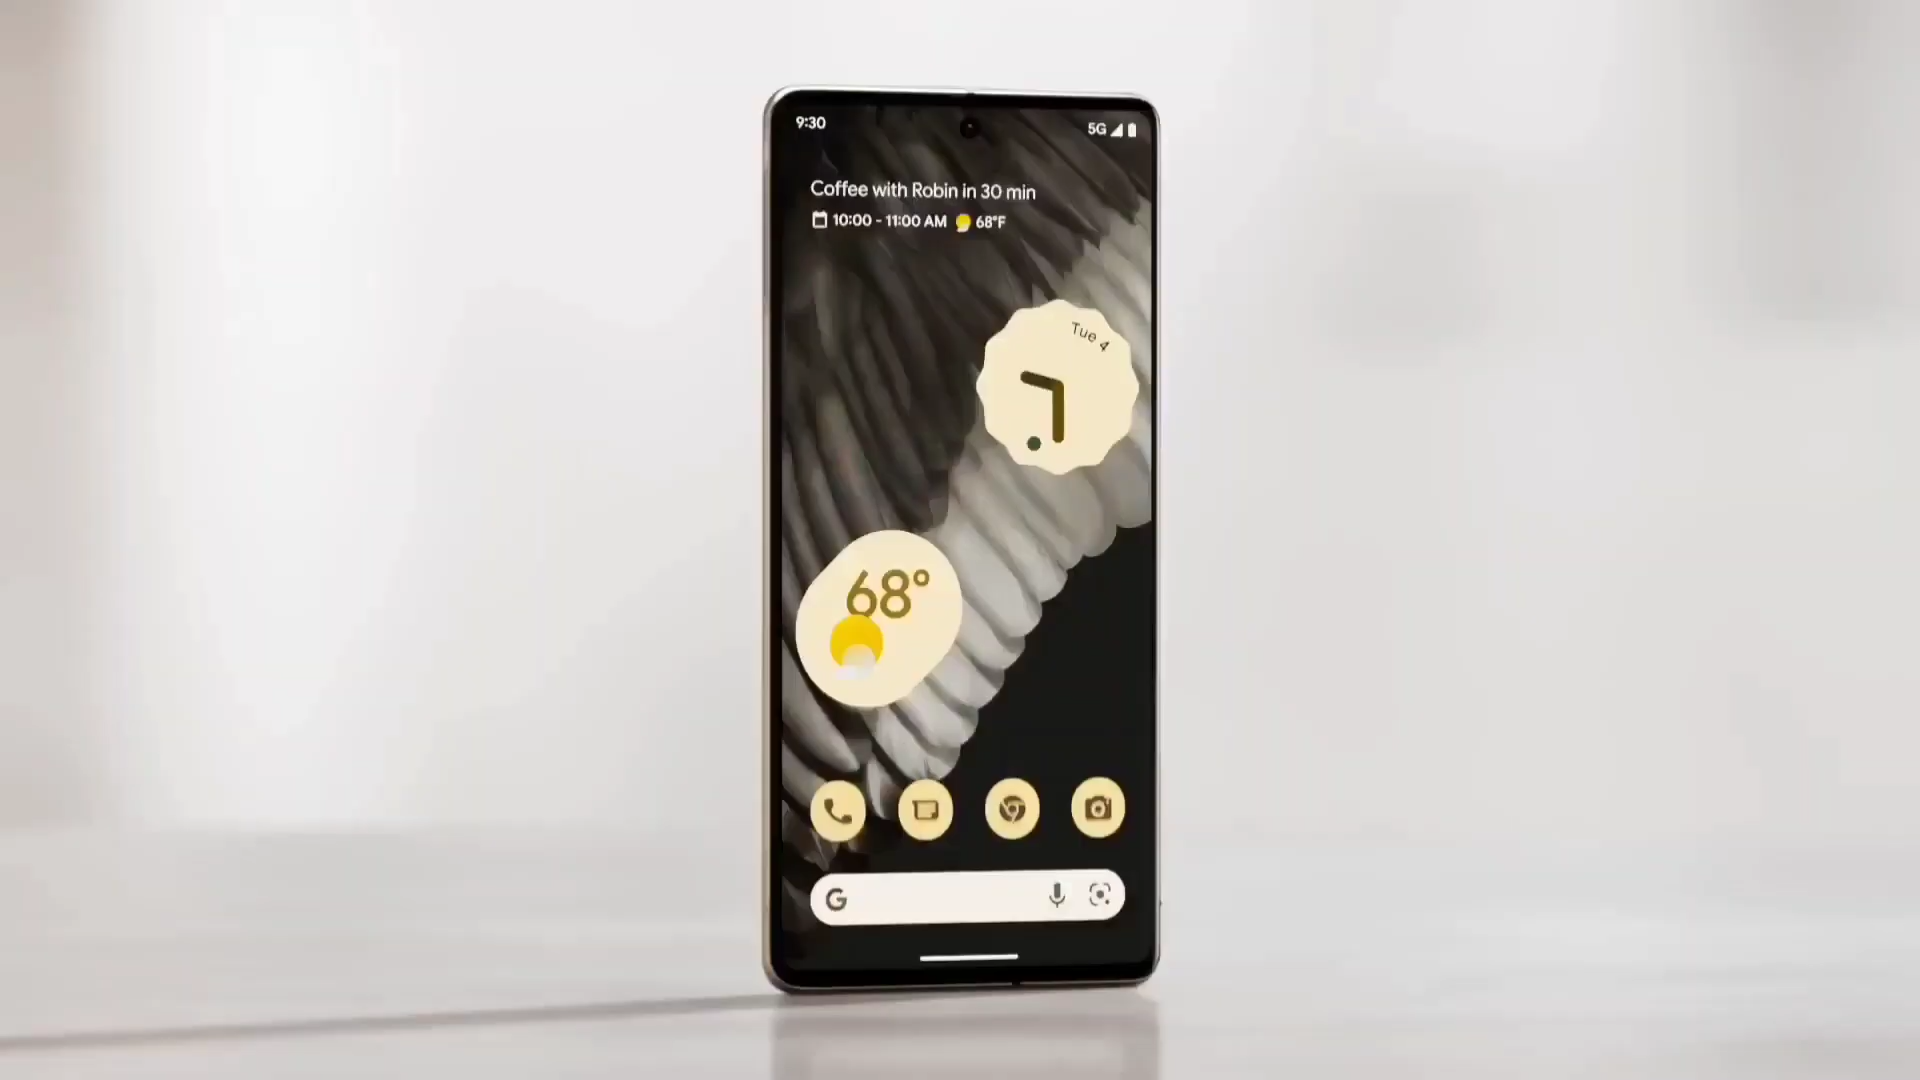 9:30
5G
Coffee with Robin in 30 min
10:00 - 11:00 AM 68°F
Tue 4
68°
G